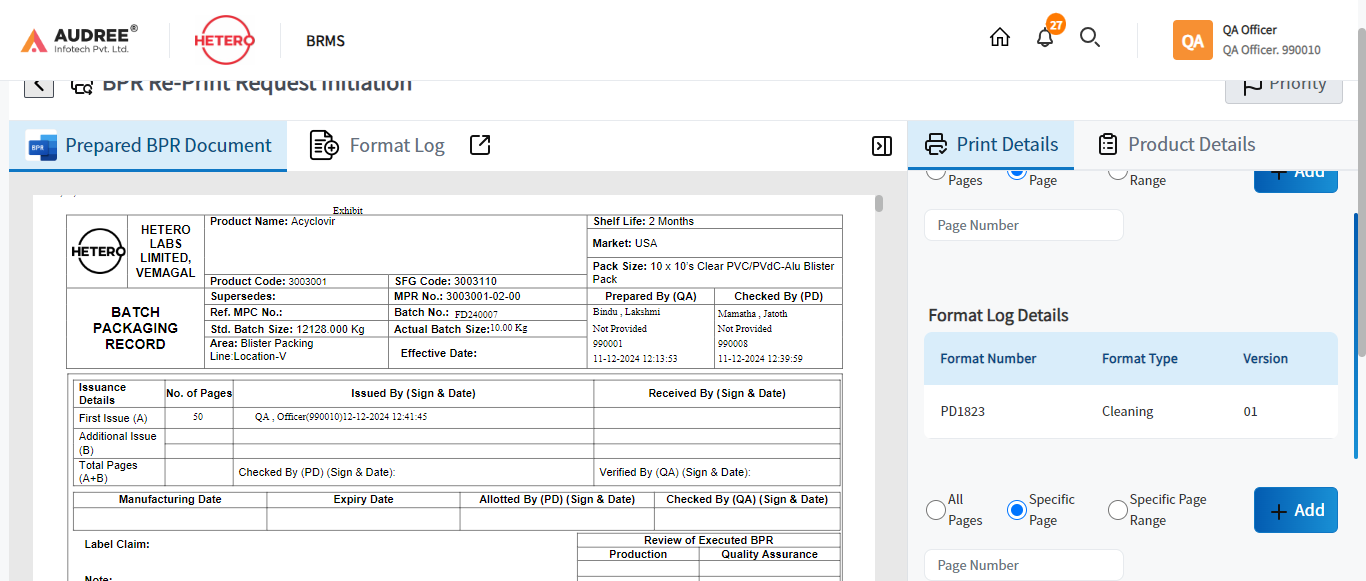 AUDREE®
Infotech Pvt. Ltd.
HETERO
BRMS
27
QA
QA Officer
QA Officer. 990010
BPR Re-Print Request Initiation
Priority
BPR
Prepared BPR Document
Format Log
Print Details
Product Details
Exhibit
HETERO
HETERO
LABS
LIMITED,
VEMAGAL
Product Name: Acyclovir
Shelf Life: 2 Months
Market: USA
Pack Size: 10 x 10's Clear PVC/PVdC-Alu Blister
Pack
Product Code: 3003001
SFG Code: 3003110
BATCH
PACKAGING
RECORD
Supersedes:
MPR No.: 3003001-02-00
Prepared By (QA)
Checked By (PD)
Ref. MPC No.:
Batch No.: FD240007
Bindu , Lakshmi
Mamatha , Jatoth
Std. Batch Size: 12128.000 Kg
Actual Batch Size:10.00 Kg
Not Provided
Not Provided
Area: Blister Packing
Line:Location-V
Effective Date:
990001
990008
11-12-2024 12:13:53
11-12-2024 12:39:59
Issuance
Details
No. of Pages
Issued By (Sign & Date)
Received By (Sign & Date)
First Issue (A)
50
QA , Officer(990010)12-12-2024 12:41:45
Additional Issue
(B)
Total Pages
(A+B)
Checked By (PD) (Sign & Date):
Verified By (QA) (Sign & Date):
Manufacturing Date
Expiry Date
Allotted By (PD) (Sign & Date)
Checked By (QA) (Sign & Date)
Label Claim:
Review of Executed BPR
Production
Quality Assurance
Note:
Pages
Page
Range
+ Add
Page Number
Format Log Details
Format Number
Format Type
Version
PD1823
Cleaning
01
All
Pages
Specific
Page
Specific Page
Range
+ Add
Page Number